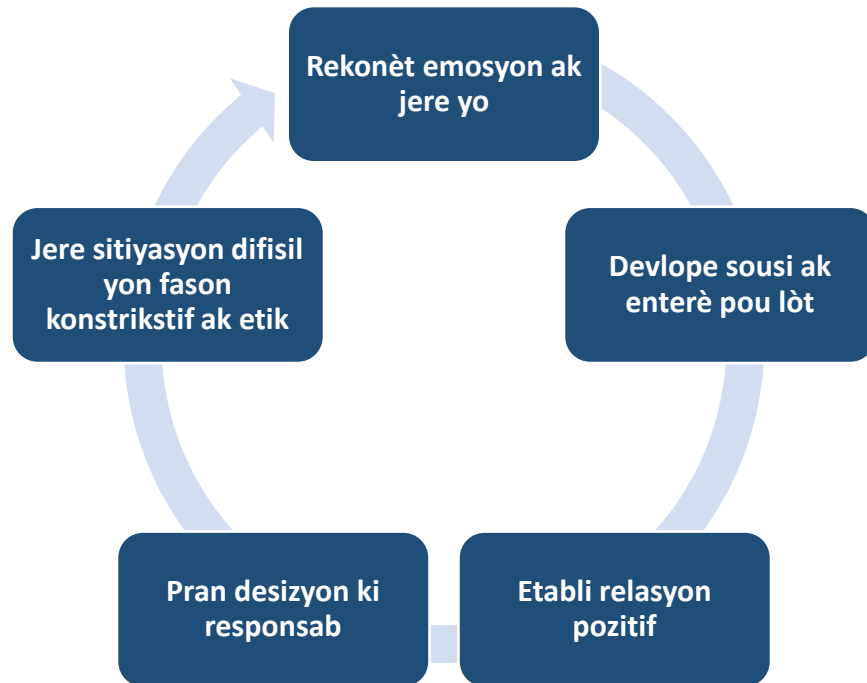 Rekonèt emosyon ak
jere yo
Devlope sousi ak
enterè pou lòt
Etabli relasyon
pozitif
Pran desizyon ki
responsab
Jere sitiyasyon difisil
yon fason
konstrikstif ak etik